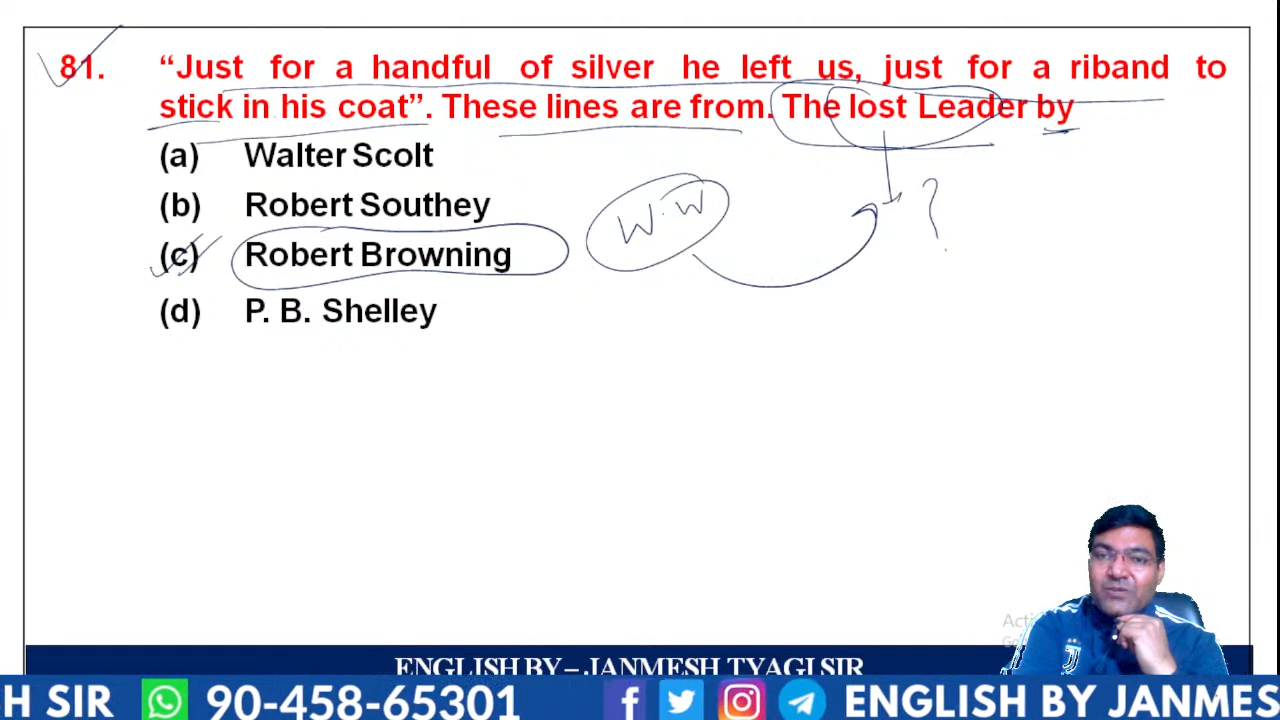 81. “Just for a handful of silver he left us, just for a riband to
stick in his coat”. These lines are from. The lost Leader by
(a) Walter Scolt
(b) Robert Southey
W.W ?
(c) Robert Browning
(d) P. B. Shelley
ENGLISH BY – JANMESH TYAGI SIR
H SIR 90-458-65301 ENGLISH BY JANMES